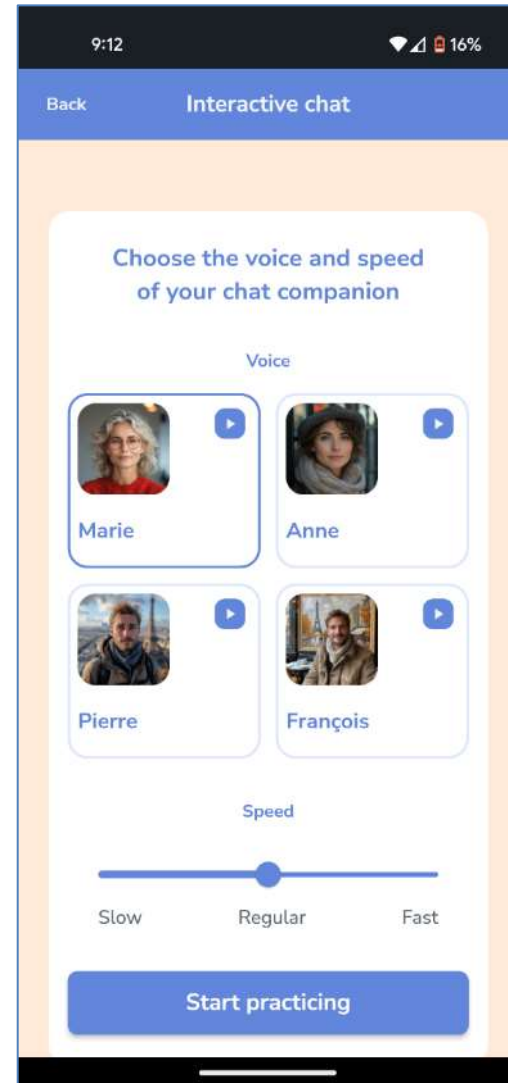 9:12 16%
Back Interactive chat
Choose the voice and speed
of your chat companion
Voice
Marie Anne
Pierre François
Speed
Slow Regular Fast
Start practicing